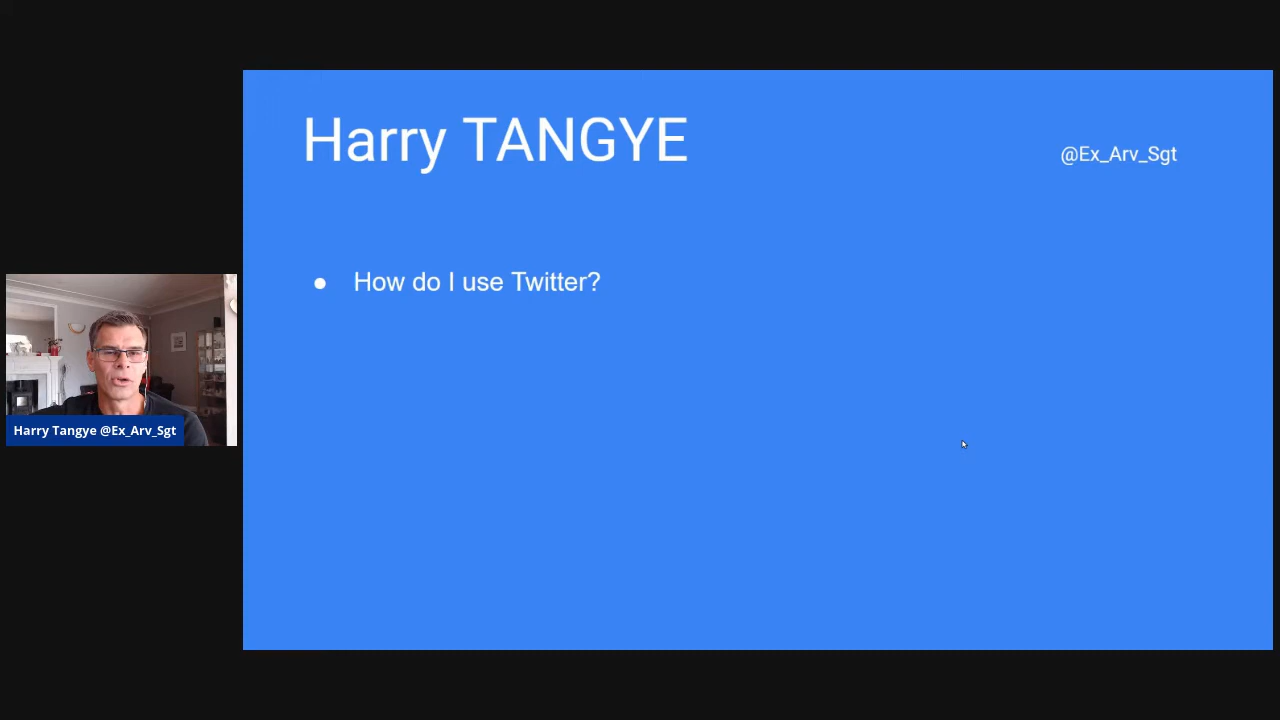 Harry TANGYE
@Ex_Arv_Sgt
How do I use Twitter?
Harry Tangye @Ex_Arv_Sgt